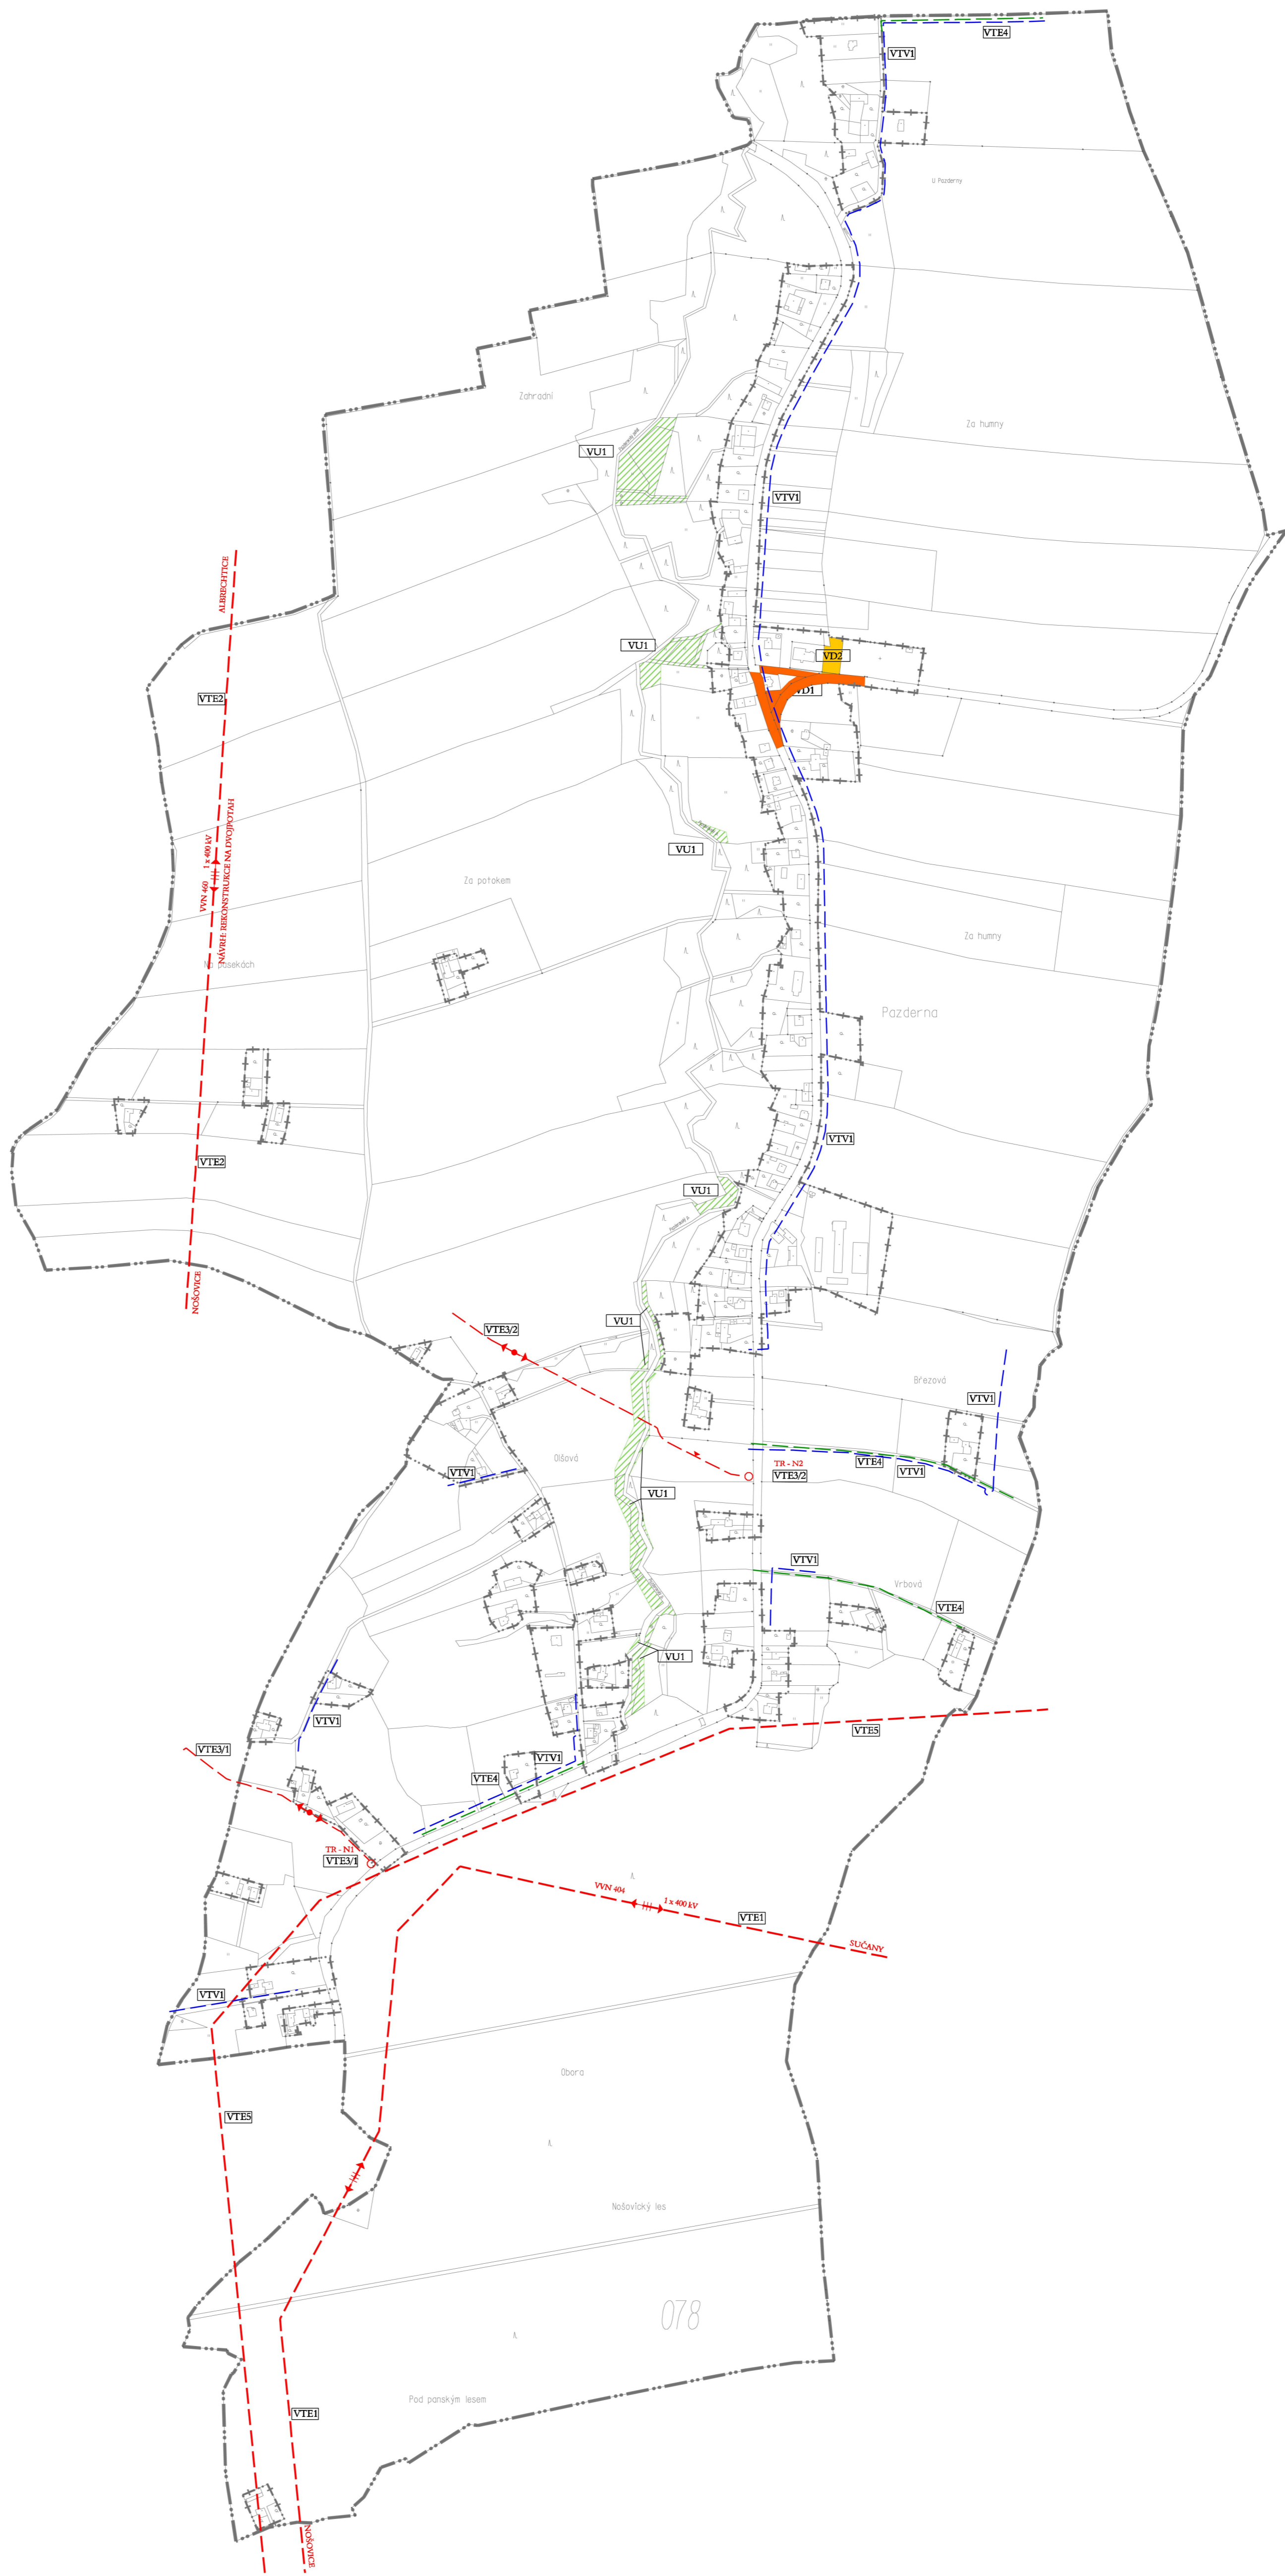 VTE4
VTV1
U Pazderny
Zahradní
Za humny
VU1
VTV1
ALBRECHTICE
VU1
VD2
VTE2
VD1
VVN 460 1 x 400 kV
NÁVRH: REKONSTRUKCE NA DVOJPOTAH
VU1
Za potokem
Za humny
Na pasekách
Pazderna
VTV1
VTE2
VU1
NOŠOVICE
VU1
VTE3/2
Březová
VTV1
Olšová
VTE4
VTV1
TR - N2
VTE3/2
VTV1
VU1
VTV1
Vrbová
VTE4
VU1
VTV1
VTE5
VTE3/1
VTV1
VTE4
TR - N1
VTE3/1
VVN 404 1 x 400 kV
VTE1
SUČANY
VTV1
Obora
VTE5
Nošovický les
078
Pod panským lesem
VTE1
NOŠOVICE